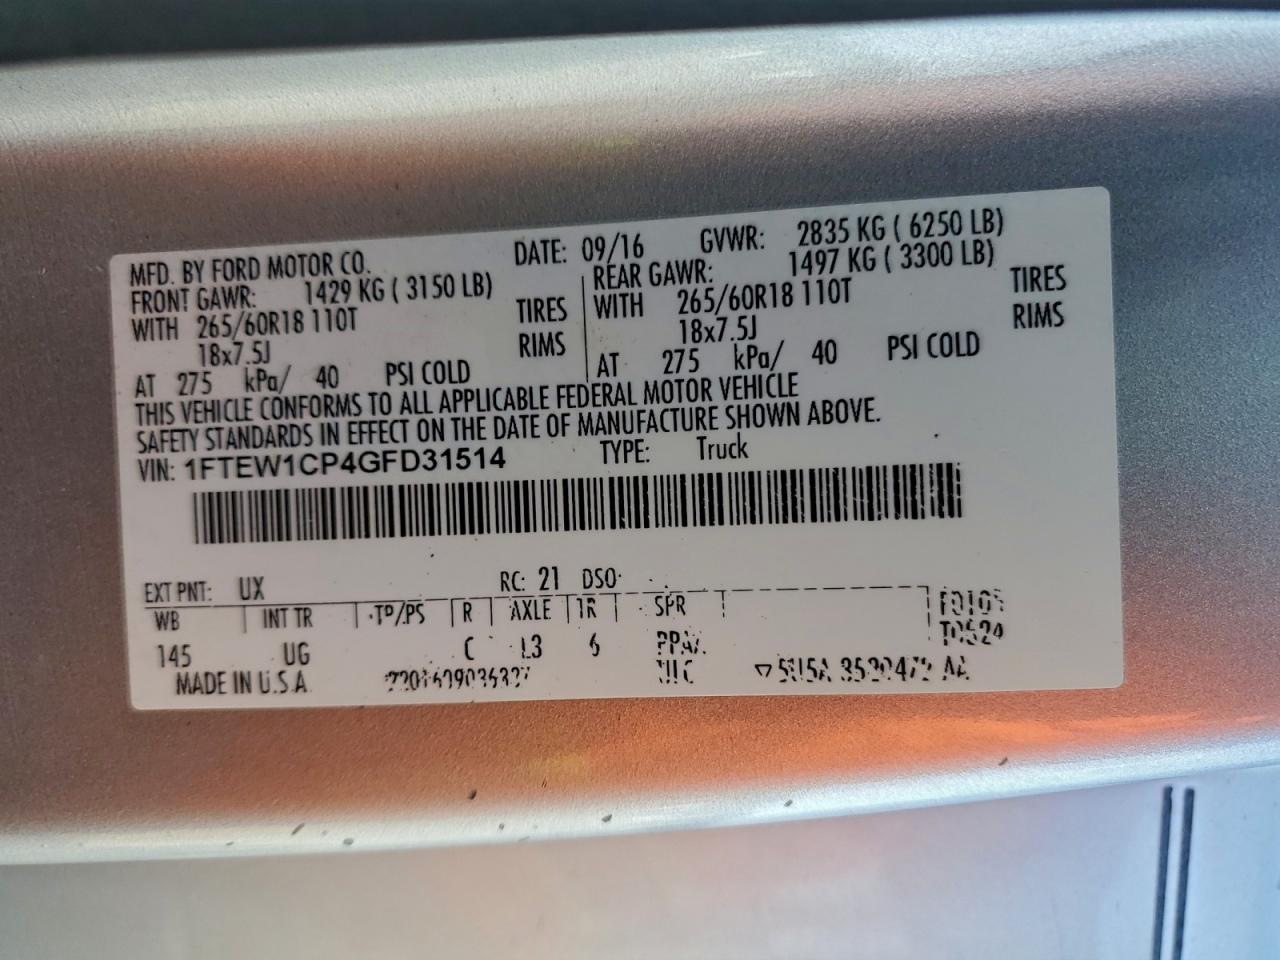 MFD. BY FORD MOTOR CO. DATE: 09/16 GVWR: 2835 KG ( 6250 LB)
FRONT GAWR: 1429 KG ( 3150 LB) REAR GAWR: 1497 KG ( 3300 LB)
WITH 265/60R18 110T TIRES WITH 265/60R18 110T TIRES
18x7.5J RIMS 18x7.5J RIMS
AT 275 kPa/ 40 PSI COLD AT 275 kPa/ 40 PSI COLD
THIS VEHICLE CONFORMS TO ALL APPLICABLE FEDERAL MOTOR VEHICLE
SAFETY STANDARDS IN EFFECT ON THE DATE OF MANUFACTURE SHOWN ABOVE.
VIN: 1FTEW1CP4GFD31514 TYPE: Truck
EXT PNT: UX RC: 21 DSO:
WB INT TR TP/PS R AXLE TR SPR
145 UG C L3 6
MADE IN U.S.A.